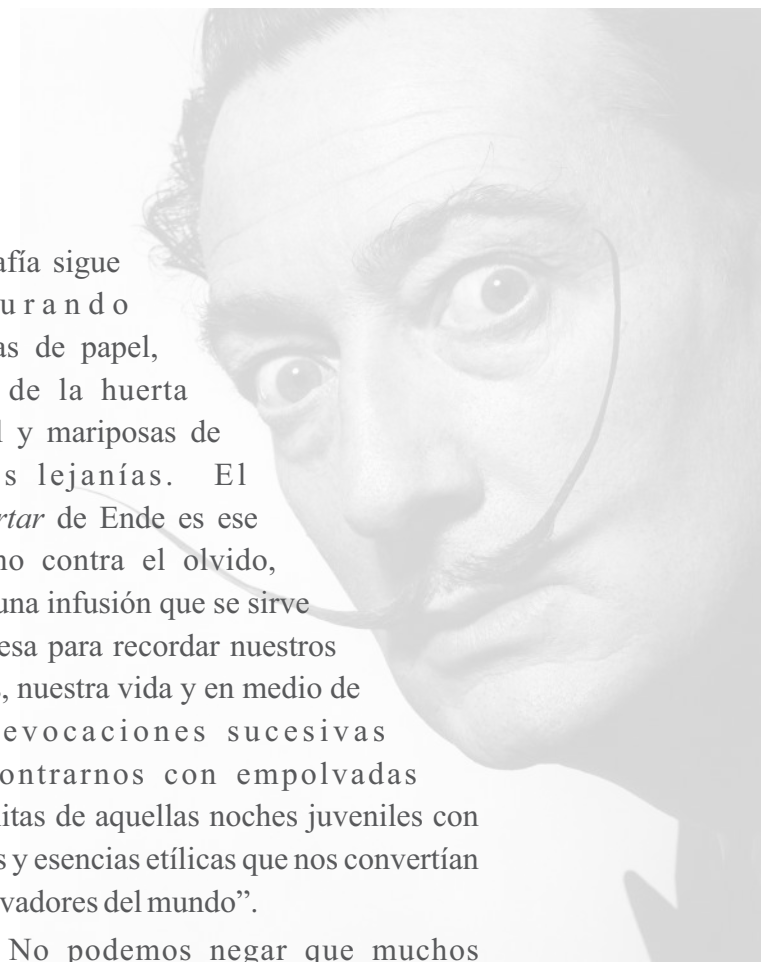 afía sigue
urando
as de papel,
de la huerta
l y mariposas de
s lejanías. El
rtar de Ende es ese
no contra el olvido,
una infusión que se sirve
esa para recordar nuestros
, nuestra vida y en medio de
evocaciones sucesivas
ontrarnos con empolvadas
itas de aquellas noches juveniles con
s y esencias etílicas que nos convertían
vadores del mundo”.
No podemos negar que muchos